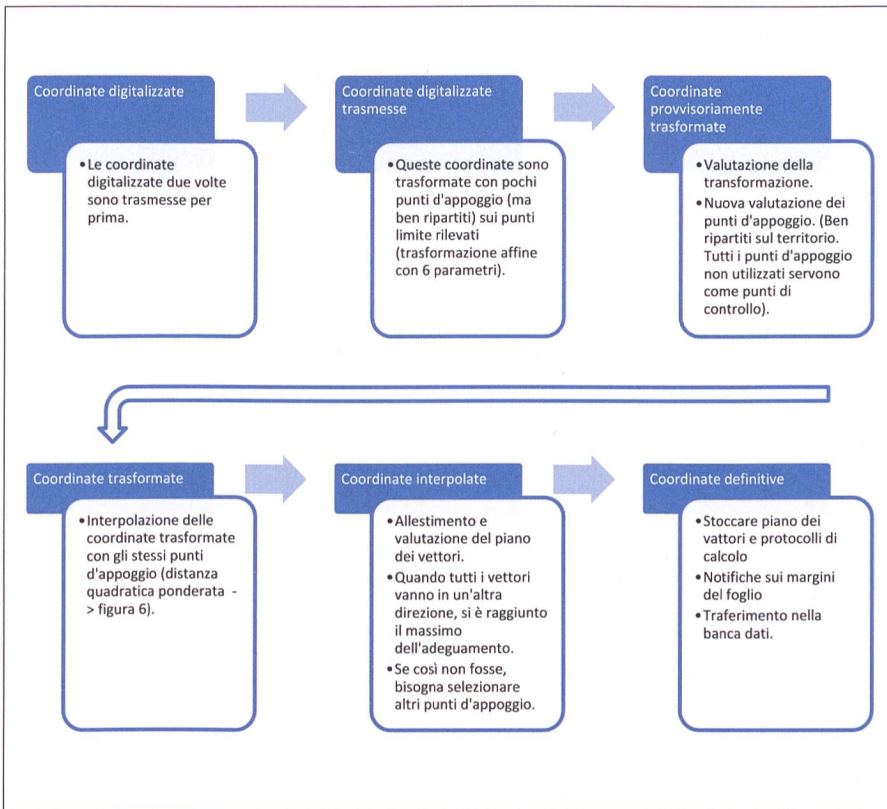 Coordinate digitalizzate
•Le coordinate
digitalizzate due volte
sono trasmesse per
prima.
Coordinate digitalizzate
trasmesse
•Queste coordinate sono
trasformate con pochi
punti d'appoggio (ma
ben ripartiti) sui punti
limite rilevati
(trasformazione affine
con 6 parametri).
Coordinate
provvisoriamente
trasformate
•Valutazione della
transformazione.
•Nuova valutazione dei
punti d'appoggio. (Ben
ripartiti sul territorio.
Tutti i punti d'appoggio
non utilizzati servono
come punti di
controllo).
Coordinate trasformate
•Interpolazione delle
coordinate trasformate
con gli stessi punti
d'appoggio (distanza
quadratica ponderata -
> figura 6).
Coordinate interpolate
•Allestimento e
valutazione del piano
dei vettori.
•Quando tutti i vettori
vanno in un'altra
direzione, si è raggiunto
il massimo
dell'adeguamento.
•Se così non fosse,
bisogna selezionare
altri punti d'appoggio.
Coordinate definitive
•Stoccare piano dei
vattori e protocolli di
calcolo
•Notifiche sui margini
del foglio
•Traferimento nella
banca dati.